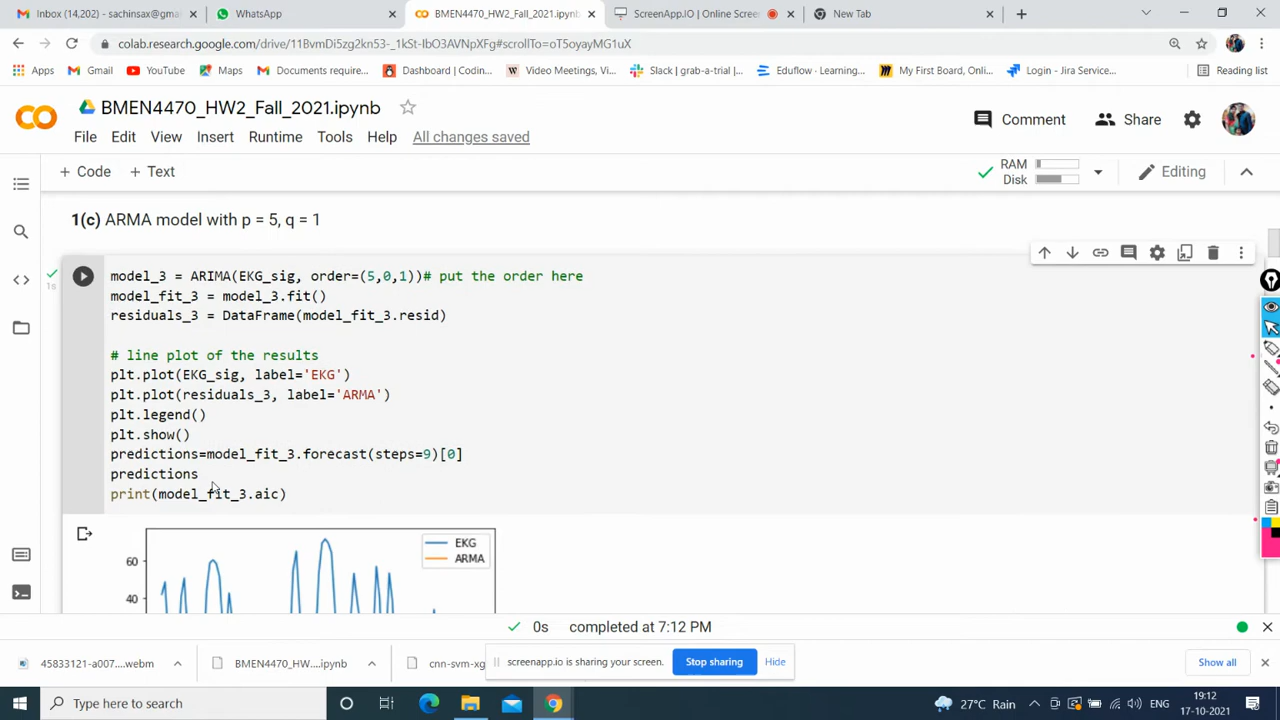 Inbox (14,202) - sachinsax@gmai
WhatsApp
BMEN4470_HW2_Fall_2021.ipynb
ScreenApp.IO | Online Screen
New Tab
colab.research.google.com/drive/11BvmDi5zg2kn53-_1kSt-IbO3AVNpXFg#scrollTo=oT5oyayMG1uX
Apps
Gmail
YouTube
Maps
Documents require...
Dashboard | Coding...
Video Meetings, Vi...
Slack | grab-a-trial |...
Eduflow - Learning...
My First Board, Onl...
Login - Jira Service...
Reading list
BMEN4470_HW2_Fall_2021.ipynb
Comment
Share
File Edit View Insert Runtime Tools Help All changes saved
+ Code + Text
RAM
Disk
Editing
1(c) ARMA model with p = 5, q = 1
1s
model_3 = ARIMA(EKG_sig, order=(5,0,1))# put the order here
model_fit_3 = model_3.fit()
residuals_3 = DataFrame(model_fit_3.resid)
# line plot of the results
plt.plot(EKG_sig, label='EKG')
plt.plot(residuals_3, label='ARMA')
plt.legend()
plt.show()
predictions=model_fit_3.forecast(steps=9)[0]
predictions
print(model_fit_3.aic)
EKG
ARMA
60
40
0s completed at 7:12 PM
45833121-a007....webm
BMEN4470_HW....ipynb
cnn-svm-xg
screenapp.io is sharing your screen.
Stop sharing
Hide
Show all
Type here to search
27°C Rain
19:12
17-10-2021